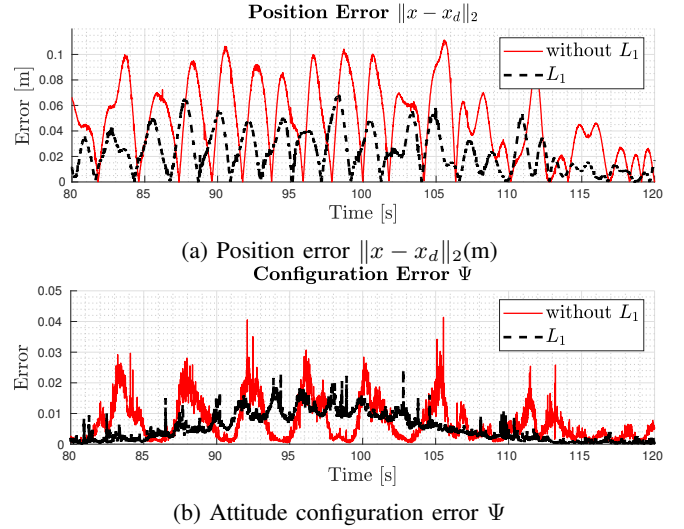 Position Error ‖x − x_d‖₂
0.1
0.08
0.06
0.04
0.02
0
Error [m]
without L₁
L₁
80 85 90 95 100 105 110 115 120
Time [s]
(a) Position error ‖x − x_d‖₂(m)
Configuration Error Ψ
0.05
0.04
0.03
0.02
0.01
0
Error
without L₁
L₁
80 85 90 95 100 105 110 115 120
Time [s]
(b) Attitude configuration error Ψ